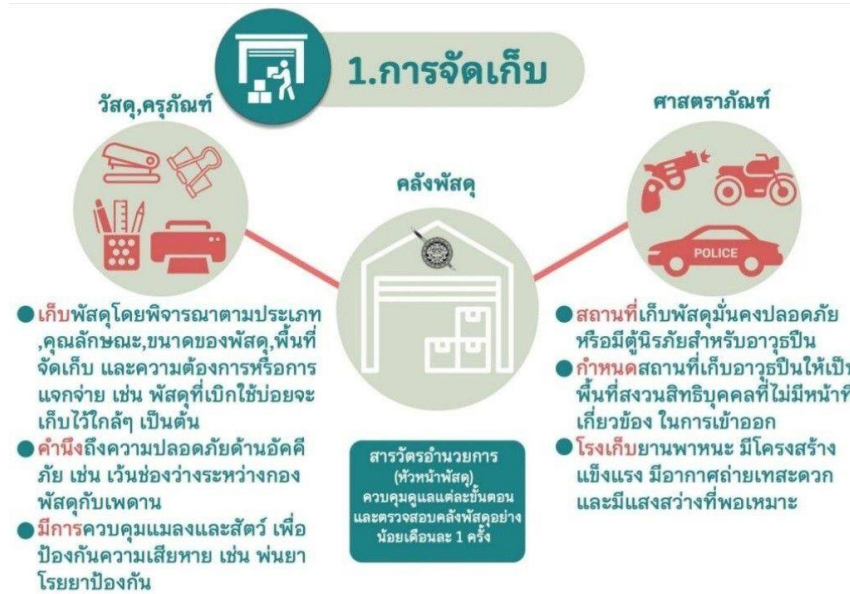 1.การจัดเก็บ
วัสดุ,ครุภัณฑ์
คลังพัสดุ
ศาสตราภัณฑ์
POLICE
เก็บพัสดุโดยพิจารณาตามประเภท
,คุณลักษณะ,ขนาดของพัสดุ,พื้นที่
จัดเก็บ และความต้องการหรือการ
แจกจ่าย เช่น พัสดุที่เบิกใช้บ่อยจะ
เก็บไว้ใกล้ๆ เป็นต้น
คำนึงถึงความปลอดภัยด้านอัคคี
ภัย เช่น เว้นช่องว่างระหว่างกอง
พัสดุกับเพดาน
มีการควบคุมแมลงและสัตว์ เพื่อ
ป้องกันความเสียหาย เช่น พ่นยา
โรยยาป้องกัน
สารวัตรอำนวยการ
(หัวหน้าพัสดุ)
ควบคุมดูแลแต่ละขั้นตอน
และตรวจสอบคลังพัสดุอย่าง
น้อยเดือนละ 1 ครั้ง
สถานที่เก็บพัสดุมั่นคงปลอดภัย
หรือมีตู้นิรภัยสำหรับอาวุธปืน
กำหนดสถานที่เก็บอาวุธปืนให้เป็น
พื้นที่สงวนสิทธิบุคคลที่ไม่มีหน้าที่
เกี่ยวข้อง ในการเข้าออก
โรงเก็บยานพาหนะ มีโครงสร้าง
แข็งแรง มีอากาศถ่ายเทสะดวก
และมีแสงสว่างที่พอเหมาะ